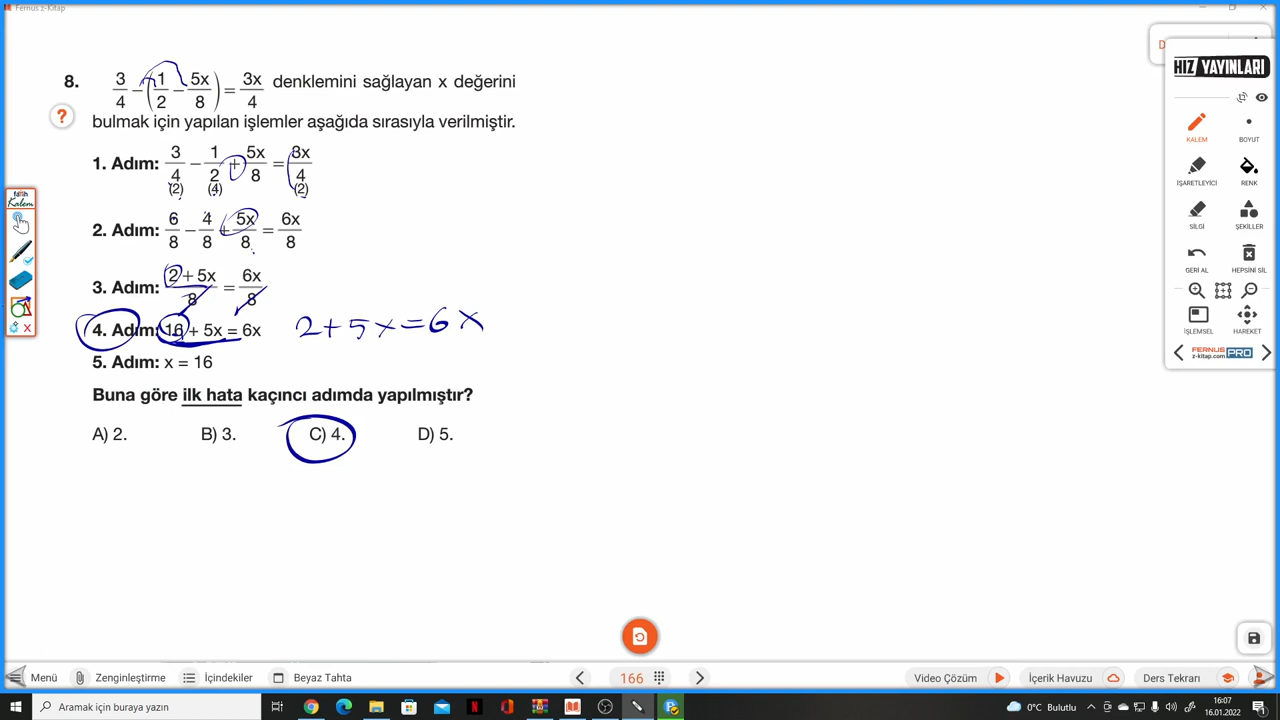 Fernus z-Kitap
8. 3/4 − (1/2 − 5x/8) = 3x/4 denklemini sağlayan x değerini
bulmak için yapılan işlemler aşağıda sırasıyla verilmiştir.
1. Adım: 3/4 − 1/2 + 5x/8 = 3x/4
(2) (4) (2)
2. Adım: 6/8 − 4/8 + 5x/8 = 6x/8
3. Adım: 2 + 5x/8 = 6x/8
4. Adım: 16 + 5x = 6x 2+5x=6x
5. Adım: x = 16
Buna göre ilk hata kaçıncı adımda yapılmıştır?
A) 2. B) 3. C) 4. D) 5.
fatih
Kalem
HIZ YAYINLARI
KALEM BOYUT
İŞARETLEYİCİ RENK
SİLGİ ŞEKİLLER
GERİ AL HEPSİNİ SİL
İŞLEMSEL HAREKET
FERNUS
z-kitap.com PRO
Menü Zenginleştirme İçindekiler Beyaz Tahta 166 Video Çözüm İçerik Havuzu Ders Tekrarı
Aramak için buraya yazın 0°C Bulutlu 16:07
16.01.2022